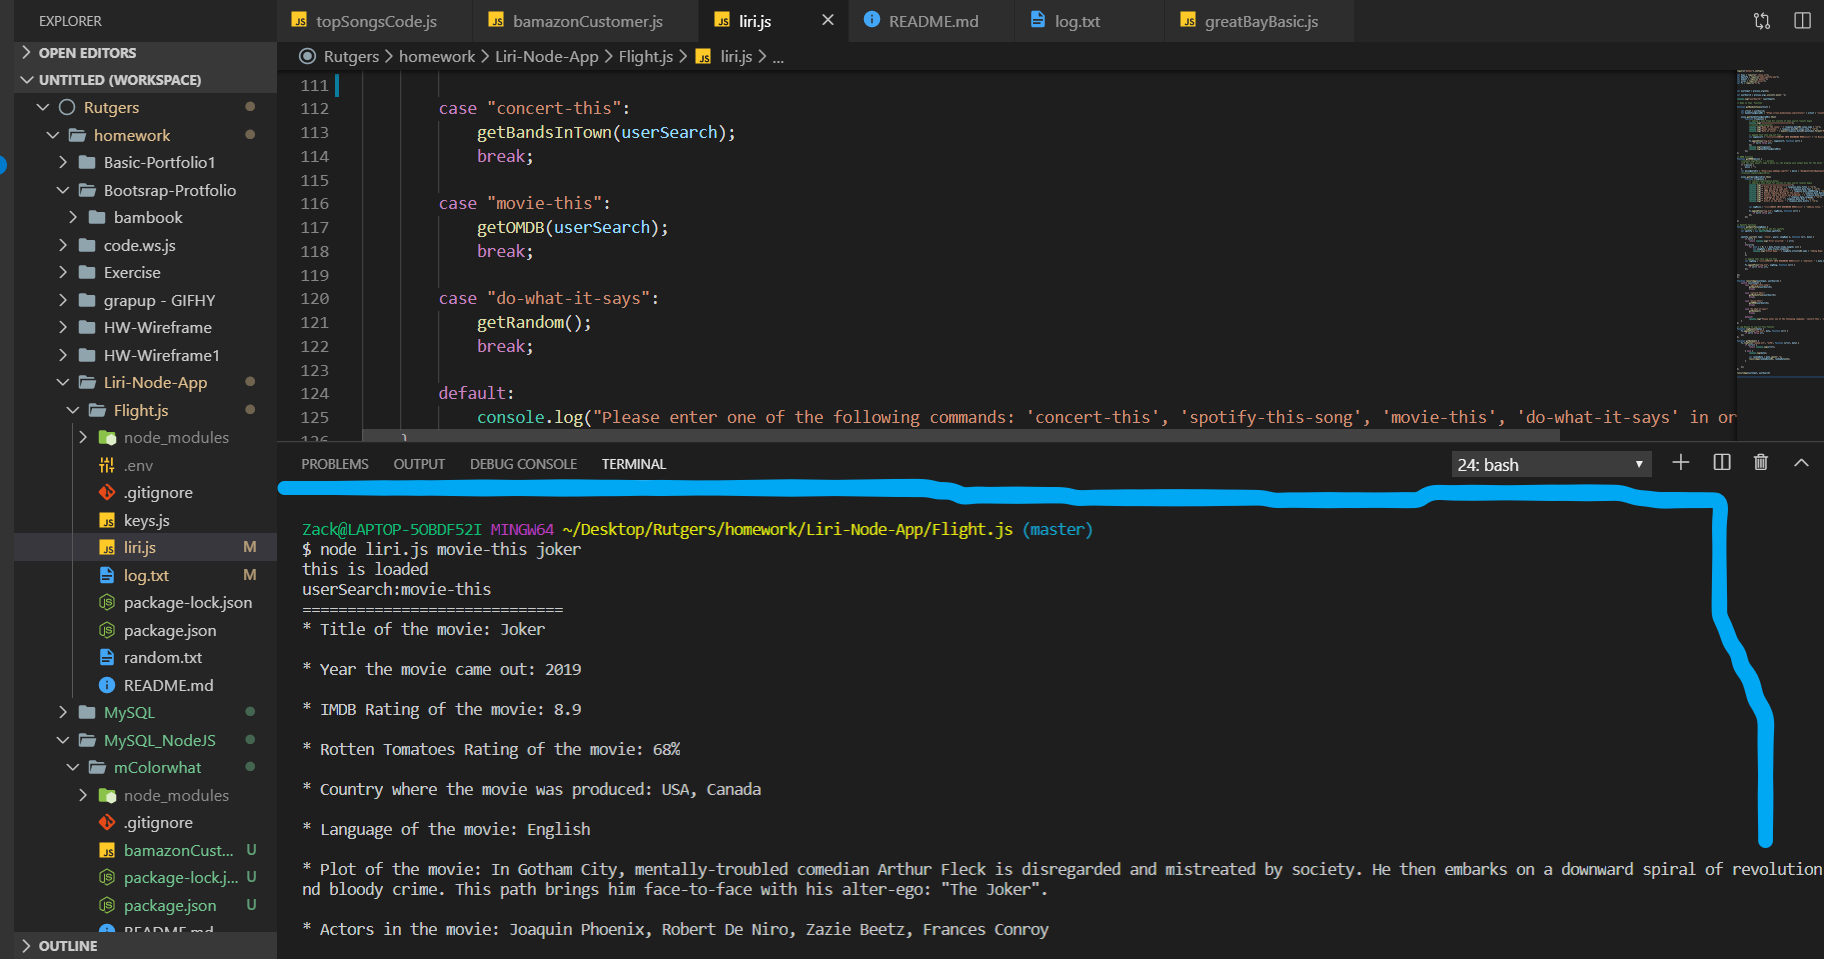 EXPLORER
OPEN EDITORS
UNTITLED (WORKSPACE)
Rutgers
homework
Basic-Portfolio1
Bootsrap-Protfolio
bambook
code.ws.js
Exercise
grapup - GIFHY
HW-Wireframe
HW-Wireframe1
Liri-Node-App
Flight.js
node_modules
.env
.gitignore
keys.js
liri.js M
log.txt M
package-lock.json
package.json
random.txt
README.md
MySQL
MySQL_NodeJS
mColorwhat
node_modules
.gitignore
bamazonCust... U
package-lock.j... U
package.json U
README.md
OUTLINE
topSongsCode.js bamazonCustomer.js liri.js README.md log.txt greatBayBasic.js
Rutgers > homework > Liri-Node-App > Flight.js > liri.js > ...
111
112 case "concert-this":
113 getBandsInTown(userSearch);
114 break;
115
116 case "movie-this":
117 getOMDB(userSearch);
118 break;
119
120 case "do-what-it-says":
121 getRandom();
122 break;
123
124 default:
125 console.log("Please enter one of the following commands: 'concert-this', 'spotify-this-song', 'movie-this', 'do-what-it-says' in or
126 }
PROBLEMS OUTPUT DEBUG CONSOLE TERMINAL 24: bash
Zack@LAPTOP-5OBDF52I MINGW64 ~/Desktop/Rutgers/homework/Liri-Node-App/Flight.js (master)
$ node liri.js movie-this joker
this is loaded
userSearch:movie-this
=============================
* Title of the movie: Joker
* Year the movie came out: 2019
* IMDB Rating of the movie: 8.9
* Rotten Tomatoes Rating of the movie: 68%
* Country where the movie was produced: USA, Canada
* Language of the movie: English
* Plot of the movie: In Gotham City, mentally-troubled comedian Arthur Fleck is disregarded and mistreated by society. He then embarks on a downward spiral of revolution
nd bloody crime. This path brings him face-to-face with his alter-ego: "The Joker".
* Actors in the movie: Joaquin Phoenix, Robert De Niro, Zazie Beetz, Frances Conroy